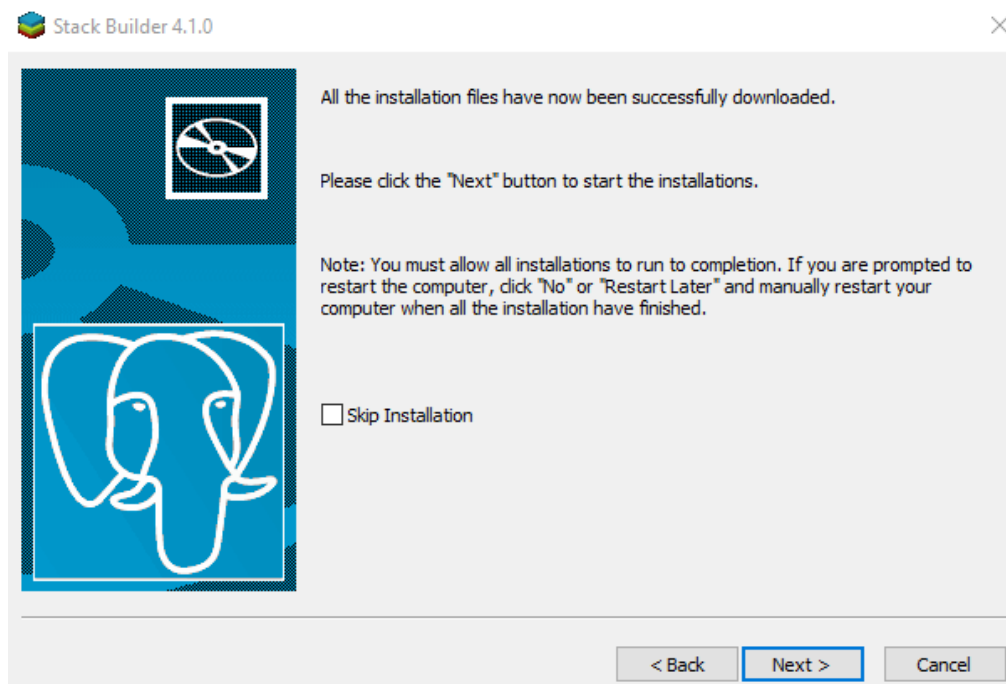 Stack Builder 4.1.0
All the installation files have now been successfully downloaded.
Please click the "Next" button to start the installations.
Note: You must allow all installations to run to completion. If you are prompted to
restart the computer, click "No" or "Restart Later" and manually restart your
computer when all the installation have finished.
Skip Installation
< Back
Next >
Cancel